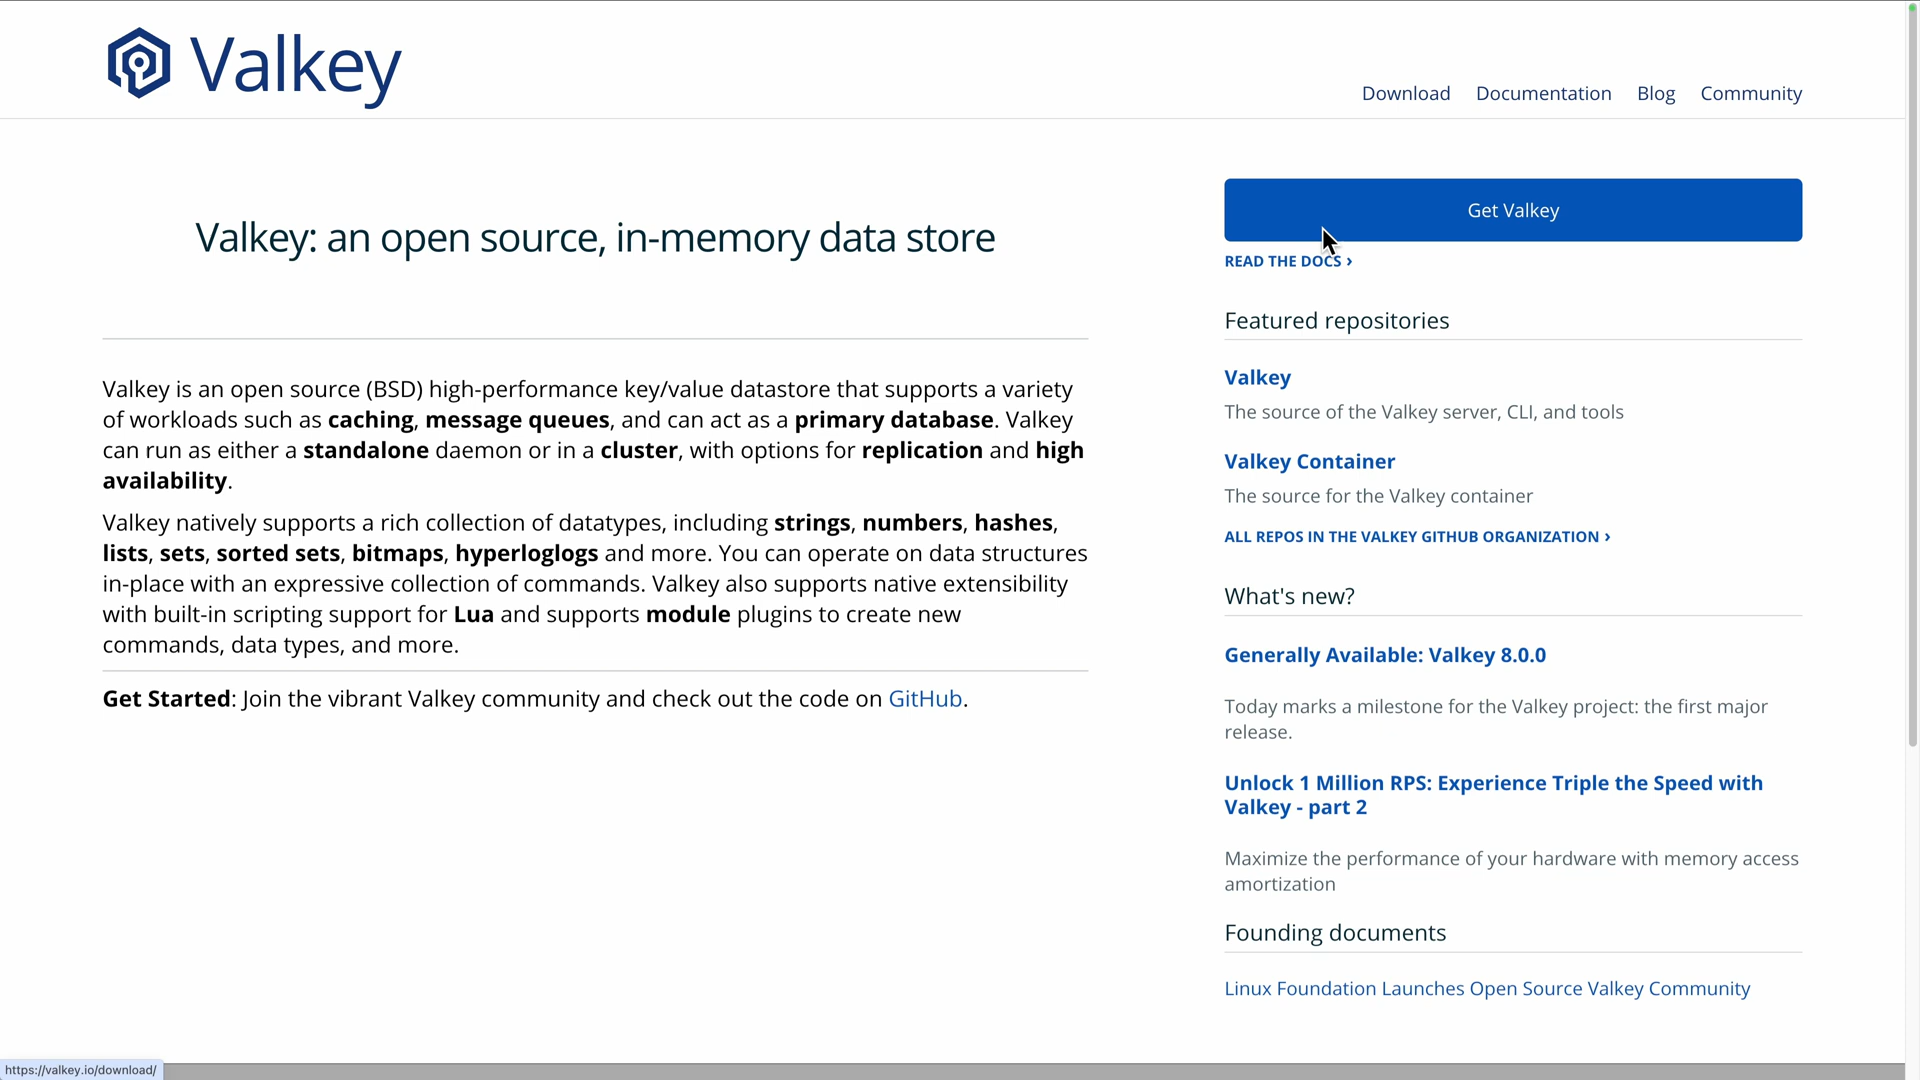 Valkey
Download Documentation Blog Community
Valkey: an open source, in-memory data store
Valkey is an open source (BSD) high-performance key/value datastore that supports a variety
of workloads such as caching, message queues, and can act as a primary database. Valkey
can run as either a standalone daemon or in a cluster, with options for replication and high
availability.
Valkey natively supports a rich collection of datatypes, including strings, numbers, hashes,
lists, sets, sorted sets, bitmaps, hyperloglogs and more. You can operate on data structures
in-place with an expressive collection of commands. Valkey also supports native extensibility
with built-in scripting support for Lua and supports module plugins to create new
commands, data types, and more.
Get Started: Join the vibrant Valkey community and check out the code on GitHub.
Get Valkey
READ THE DOCS ›
Featured repositories
Valkey
The source of the Valkey server, CLI, and tools
Valkey Container
The source for the Valkey container
ALL REPOS IN THE VALKEY GITHUB ORGANIZATION ›
What's new?
Generally Available: Valkey 8.0.0
Today marks a milestone for the Valkey project: the first major
release.
Unlock 1 Million RPS: Experience Triple the Speed with
Valkey - part 2
Maximize the performance of your hardware with memory access
amortization
Founding documents
Linux Foundation Launches Open Source Valkey Community
https://valkey.io/download/